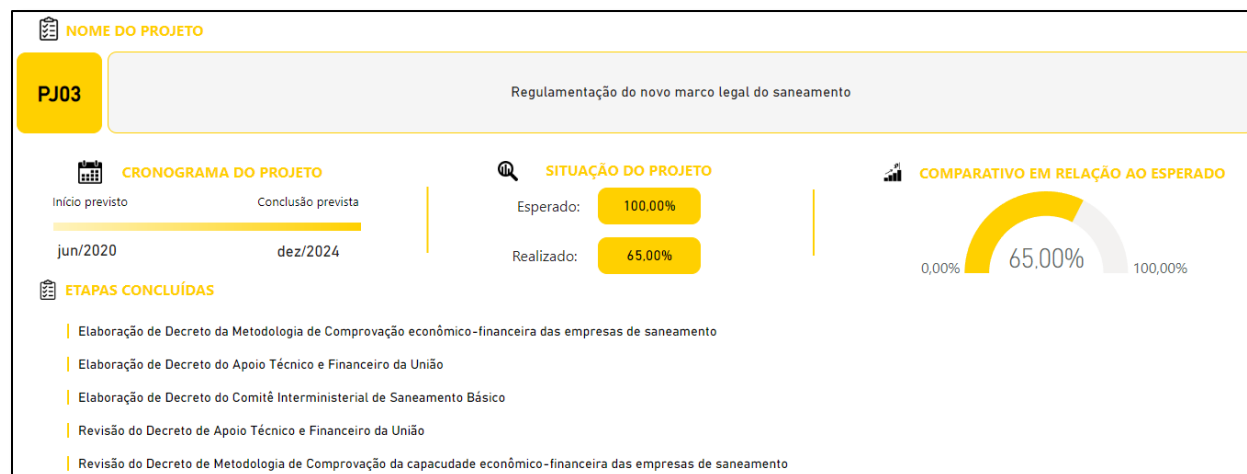 NOME DO PROJETO
PJ03
Regulamentação do novo marco legal do saneamento
CRONOGRAMA DO PROJETO
Início previsto
Conclusão prevista
jun/2020
dez/2024
SITUAÇÃO DO PROJETO
Esperado: 100,00%
Realizado: 65,00%
COMPARATIVO EM RELAÇÃO AO ESPERADO
0,00%
65,00%
100,00%
ETAPAS CONCLUÍDAS
Elaboração de Decreto da Metodologia de Comprovação econômico-financeira das empresas de saneamento
Elaboração de Decreto do Apoio Técnico e Financeiro da União
Elaboração de Decreto do Comitê Interministerial de Saneamento Básico
Revisão do Decreto de Apoio Técnico e Financeiro da União
Revisão do Decreto de Metodologia de Comprovação da capacudade econômico-financeira das empresas de saneamento